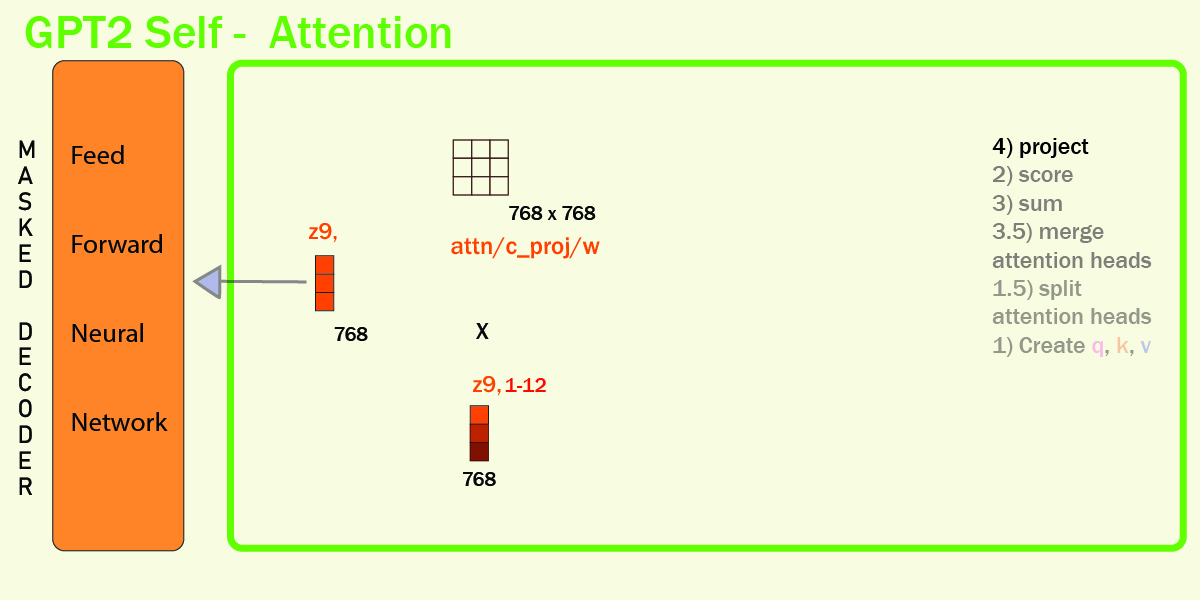 GPT2 Self - Attention
MASKED DECODER
Feed
Forward
Neural
Network
z9,
768
768 x 768
attn/c_proj/w
X
z9, 1-12
768
4) project
2) score
3) sum
3.5) merge
attention heads
1.5) split
attention heads
1) Create q, k, v